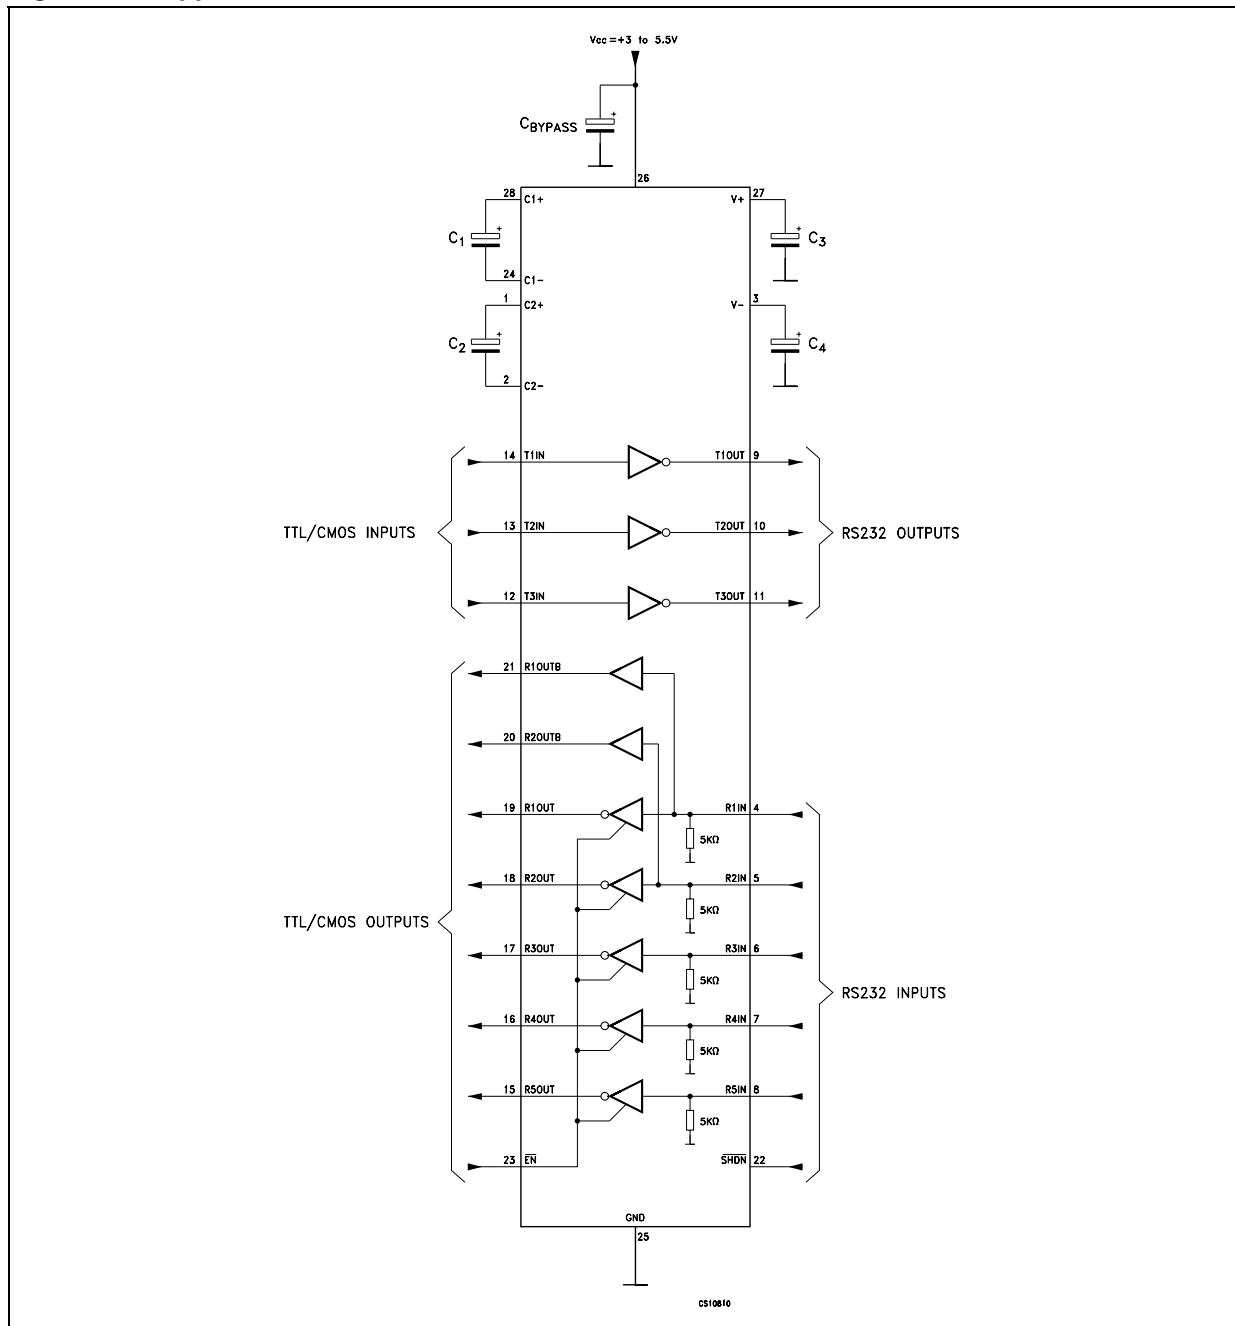 Vcc=+3 to 5.5V
CBYPASS
+
26
28 C1+ V+ 27
C1 + + C3
24 C1-
1 C2+ V- 3
C2 + + C4
2 C2-
14 T1IN T1OUT 9
TTL/CMOS INPUTS 13 T2IN T2OUT 10 RS232 OUTPUTS
12 T3IN T3OUT 11
21 R1OUTB
20 R2OUTB
19 R1OUT R1IN 4
5KΩ
18 R2OUT R2IN 5
5KΩ
TTL/CMOS OUTPUTS
17 R3OUT R3IN 6
5KΩ
RS232 INPUTS
16 R4OUT R4IN 7
5KΩ
15 R5OUT R5IN 8
5KΩ
23 EN SHDN 22
GND
25
CS10810